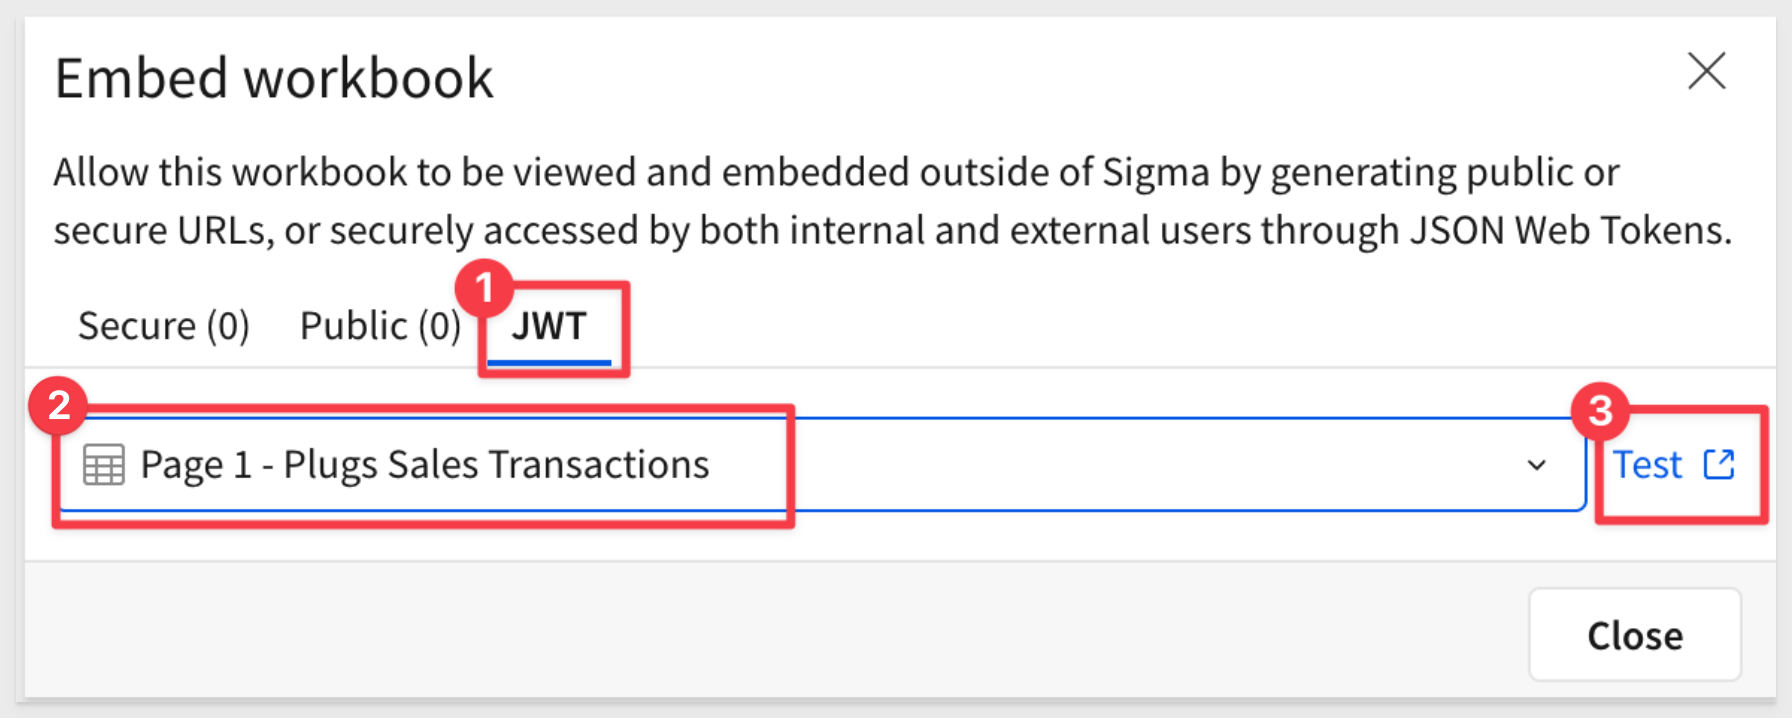 Embed workbook
Allow this workbook to be viewed and embedded outside of Sigma by generating public or
secure URLs, or securely accessed by both internal and external users through JSON Web Tokens.
1
Secure (0) Public (0) JWT
2 3
Page 1 - Plugs Sales Transactions Test
Close